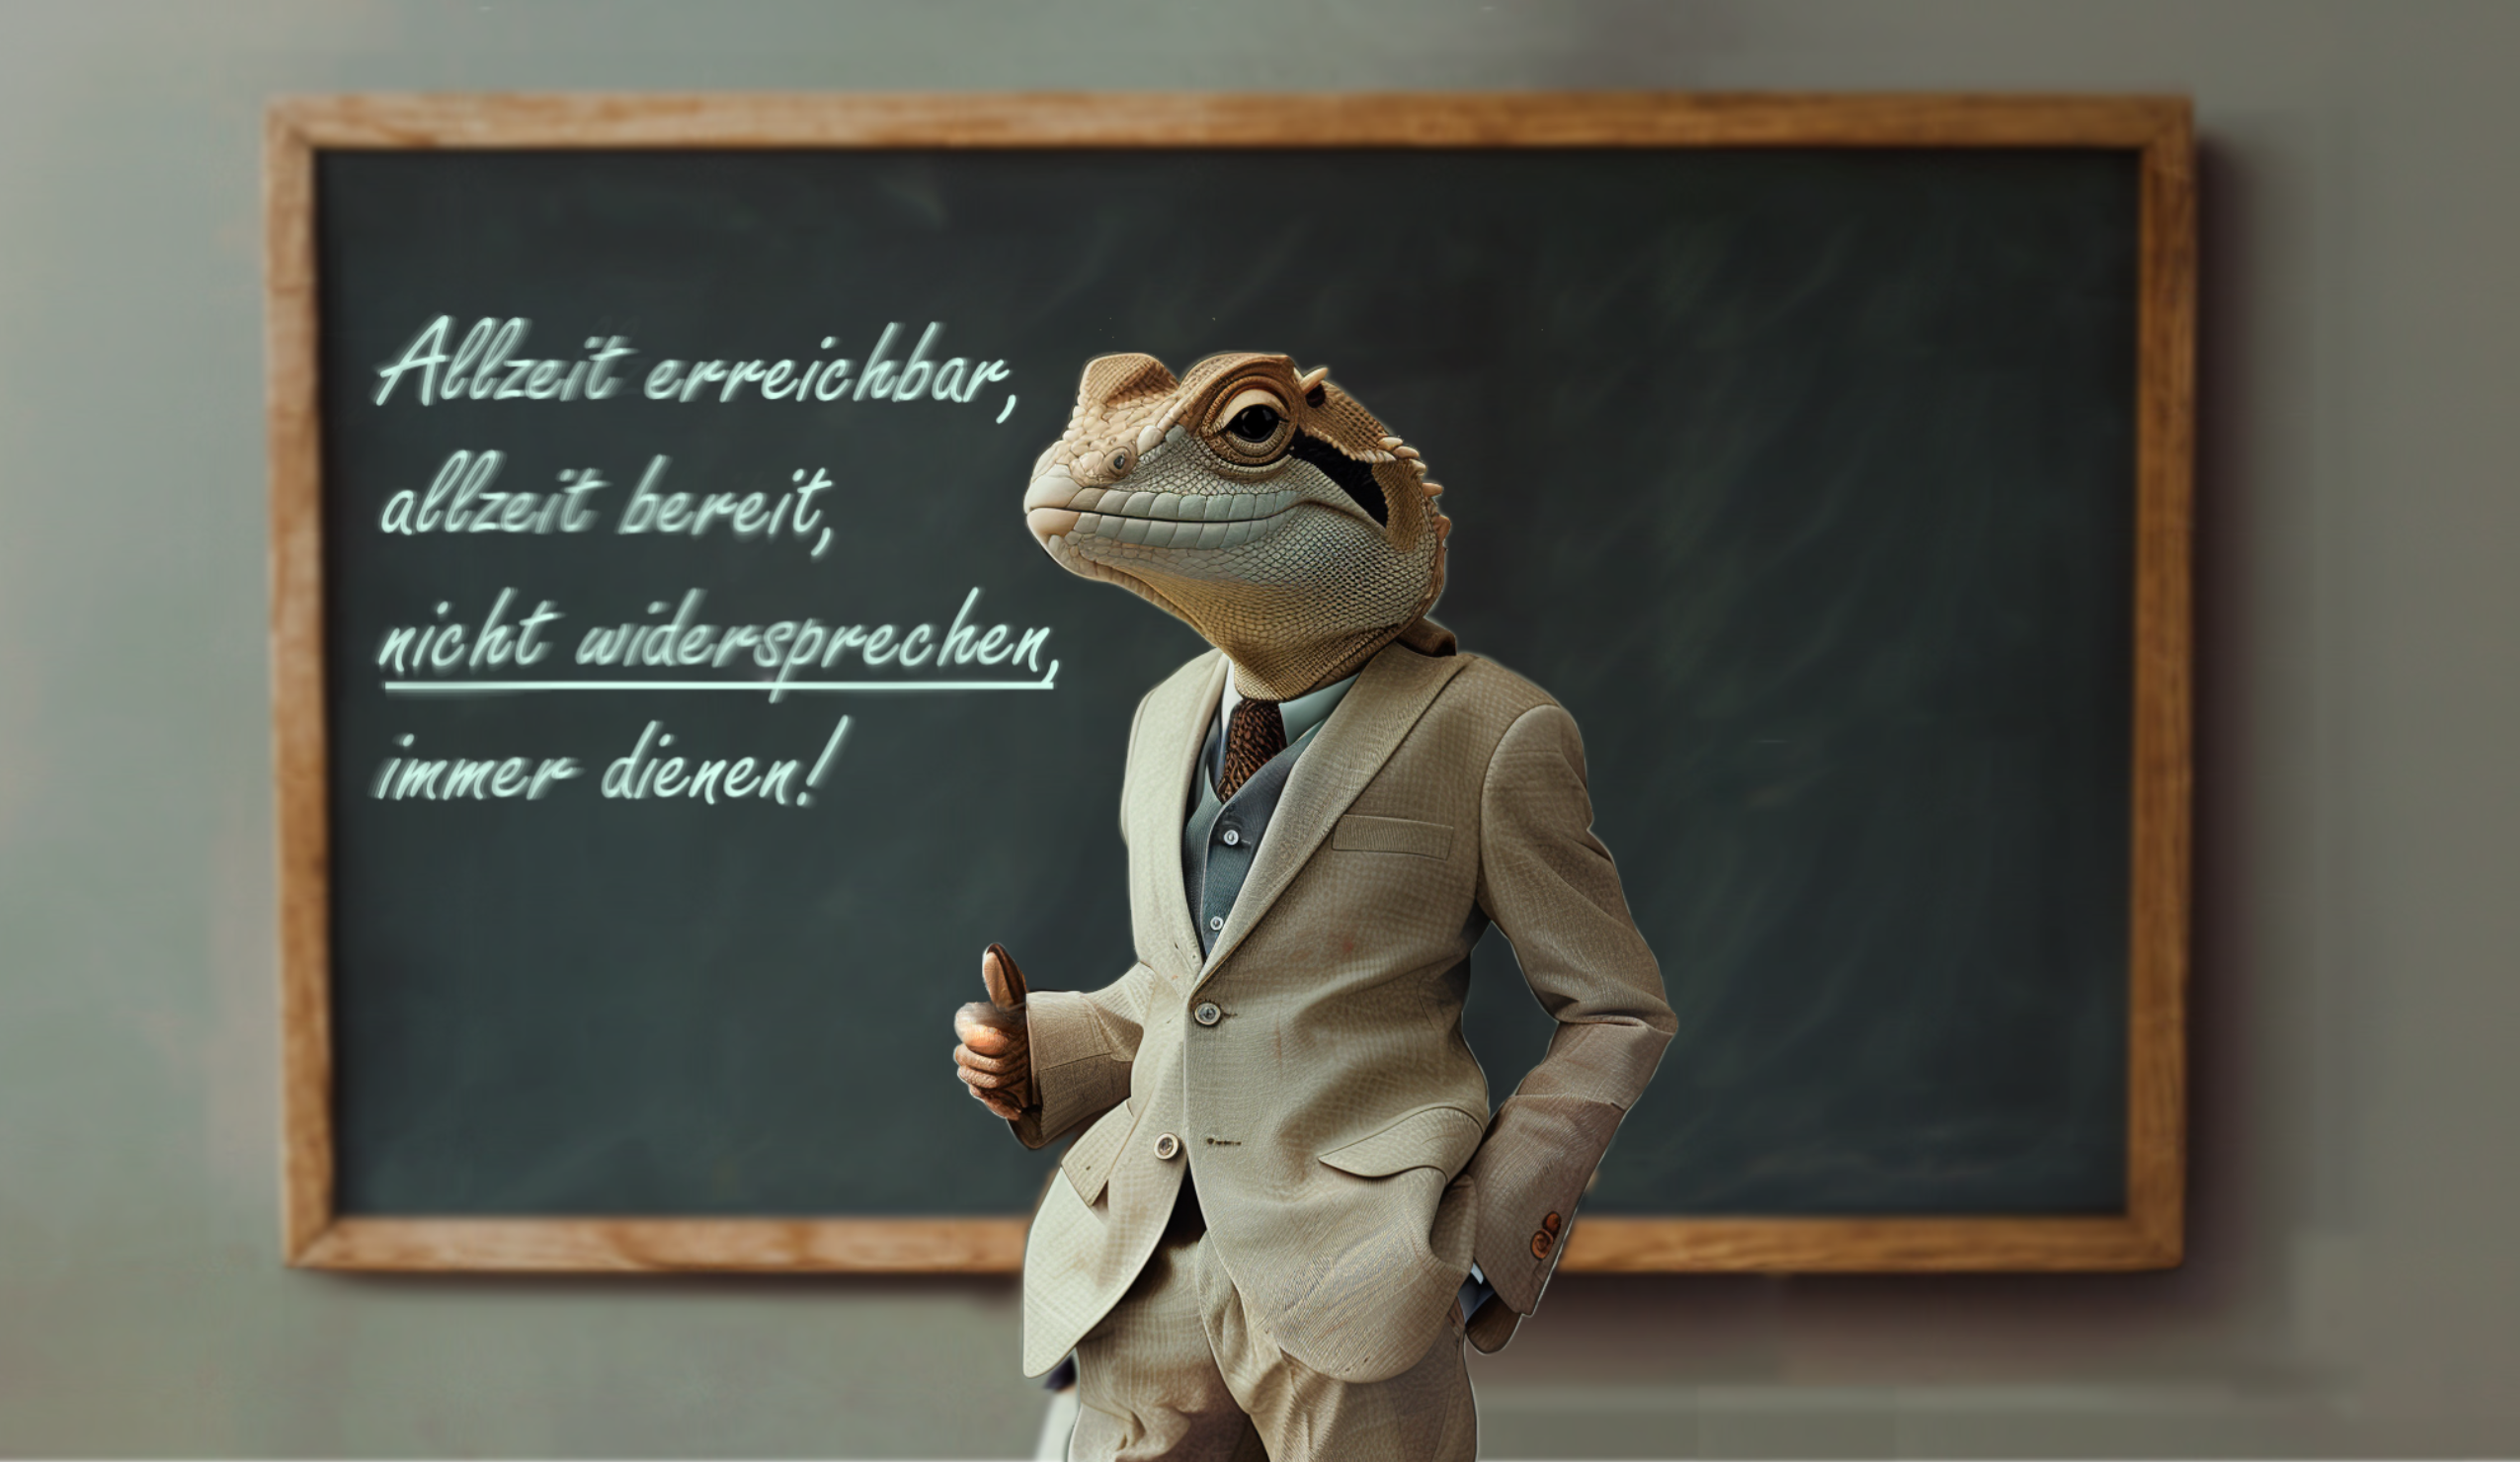 Allzeit erreichbar,
allzeit bereit,
nicht widersprechen,
immer dienen!